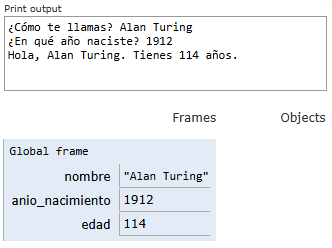 Print output
¿Cómo te llamas? Alan Turing
¿En qué año naciste? 1912
Hola, Alan Turing. Tienes 114 años.
Frames Objects
Global frame
nombre "Alan Turing"
anio_nacimiento 1912
edad 114